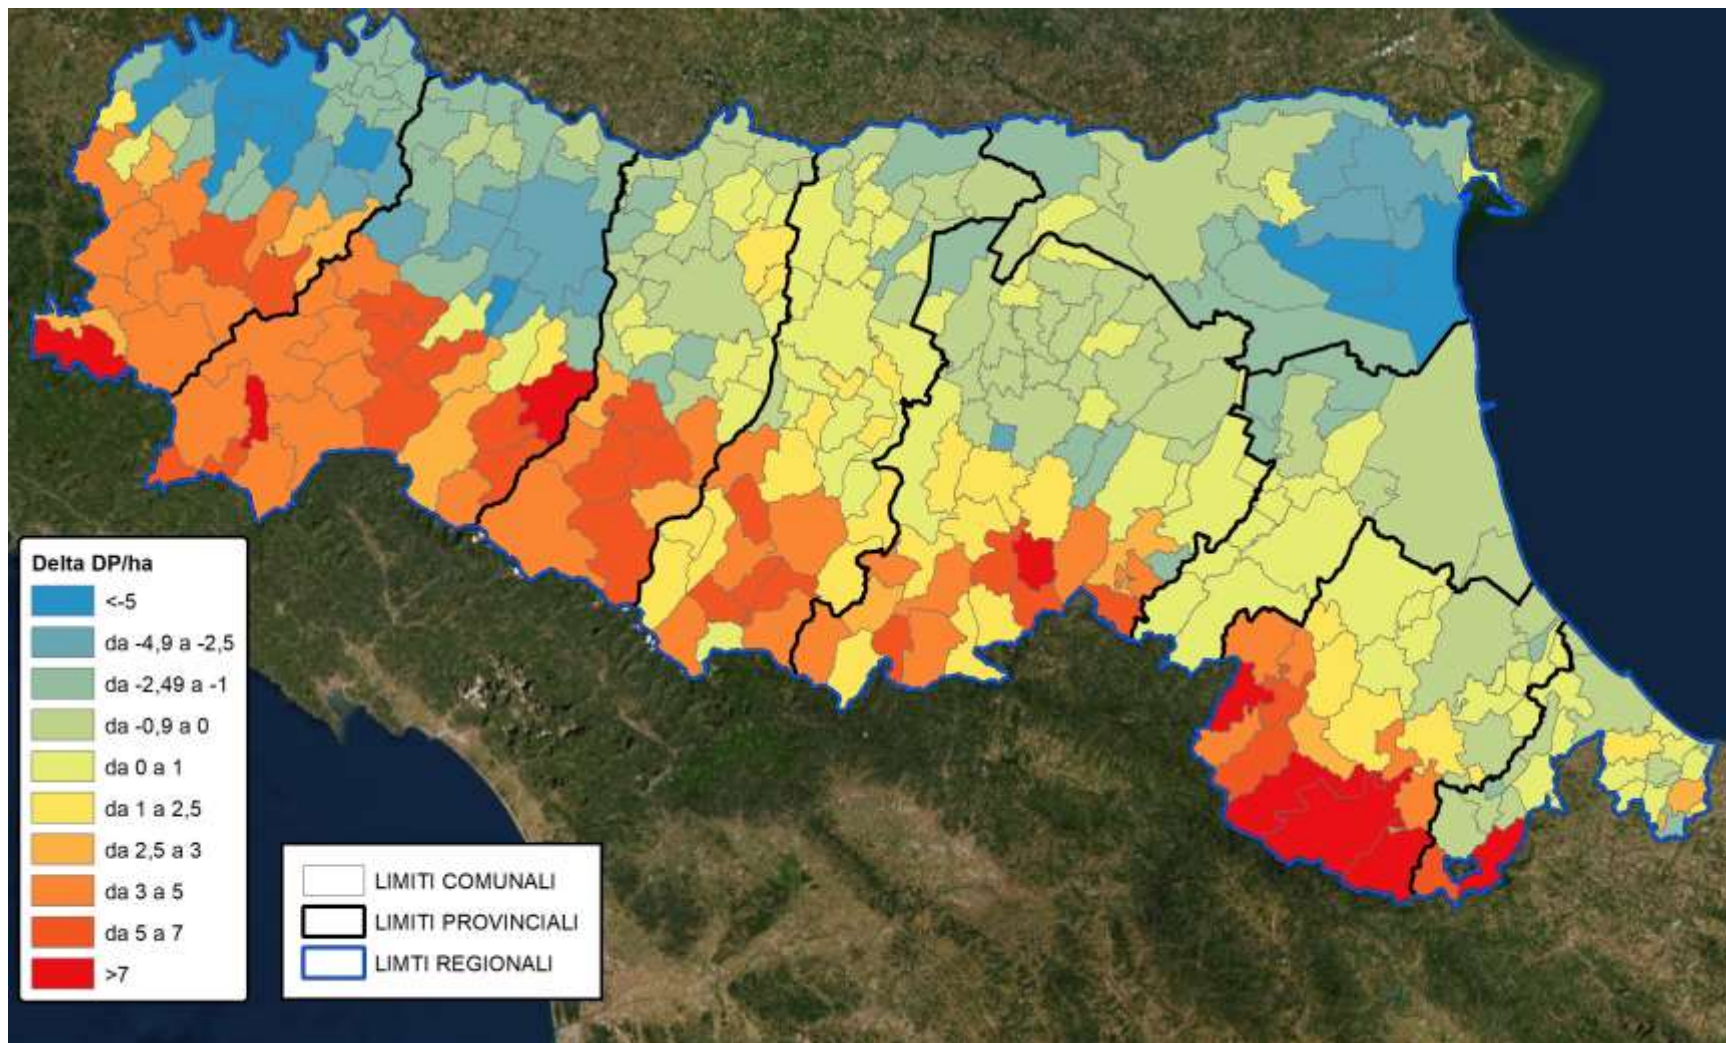 Delta DP/ha
<-5
da -4,9 a -2,5
da -2,49 a -1
da -0,9 a 0
da 0 a 1
da 1 a 2,5
da 2,5 a 3
da 3 a 5
da 5 a 7
>7
LIMITI COMUNALI
LIMITI PROVINCIALI
LIMTI REGIONALI